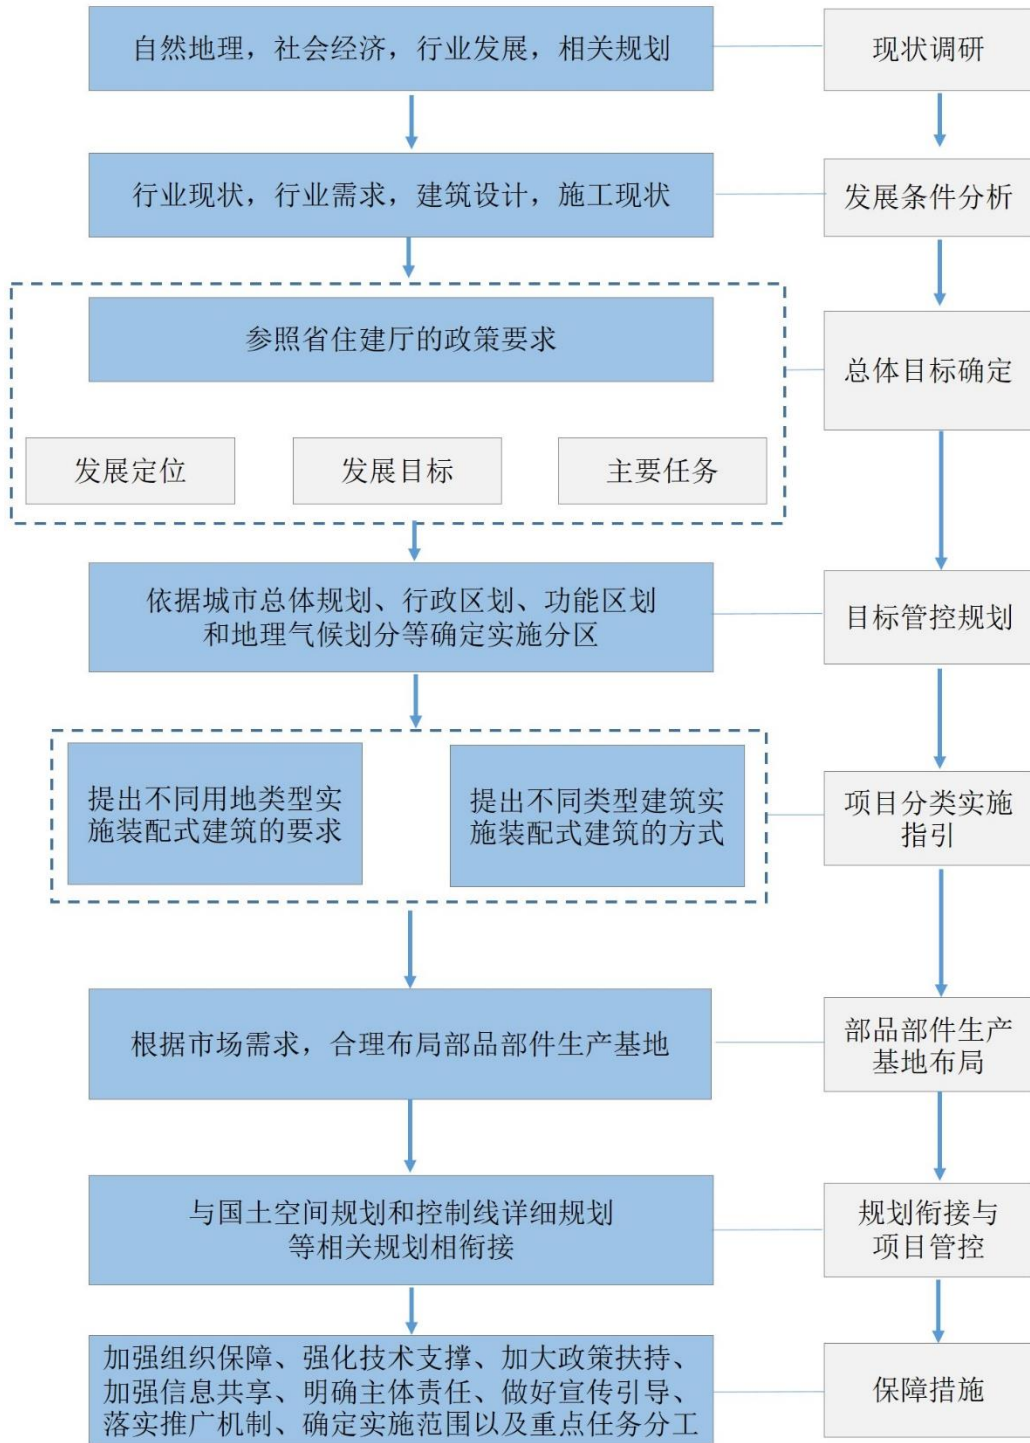 自然地理，社会经济，行业发展，相关规划
现状调研
行业现状，行业需求，建筑设计，施工现状
发展条件分析
参照省住建厅的政策要求
总体目标确定
发展定位
发展目标
主要任务
依据城市总体规划、行政区划、功能区划
和地理气候划分等确定实施分区
目标管控规划
提出不同用地类型实
施装配式建筑的要求
提出不同类型建筑实
施装配式建筑的方式
项目分类实施
指引
根据市场需求，合理布局部品部件生产基地
部品部件生产
基地布局
与国土空间规划和控制线详细规划
等相关规划相衔接
规划衔接与
项目管控
加强组织保障、强化技术支撑、加大政策扶持、
加强信息共享、明确主体责任、做好宣传引导、
落实推广机制、确定实施范围以及重点任务分工
保障措施